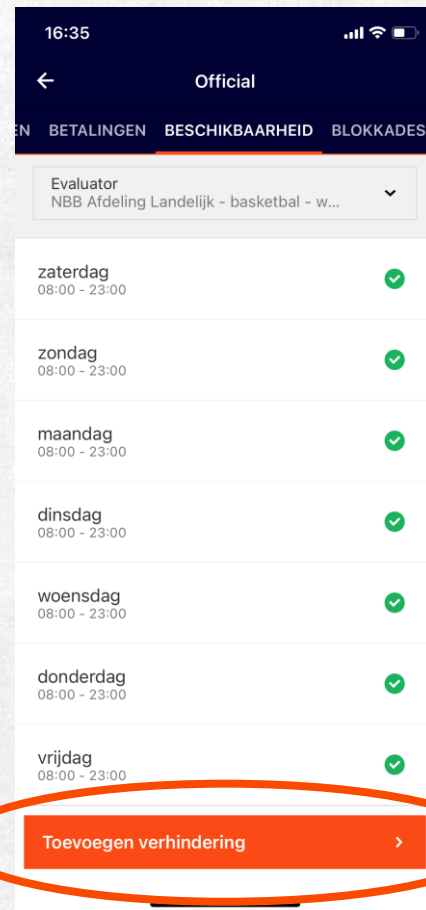 16:35
Official
EN BETALINGEN BESCHIKBAARHEID BLOKKADES
Evaluator
NBB Afdeling Landelijk - basketbal - w...
zaterdag
08:00 - 23:00
zondag
08:00 - 23:00
maandag
08:00 - 23:00
dinsdag
08:00 - 23:00
woensdag
08:00 - 23:00
donderdag
08:00 - 23:00
vrijdag
08:00 - 23:00
Toevoegen verhindering